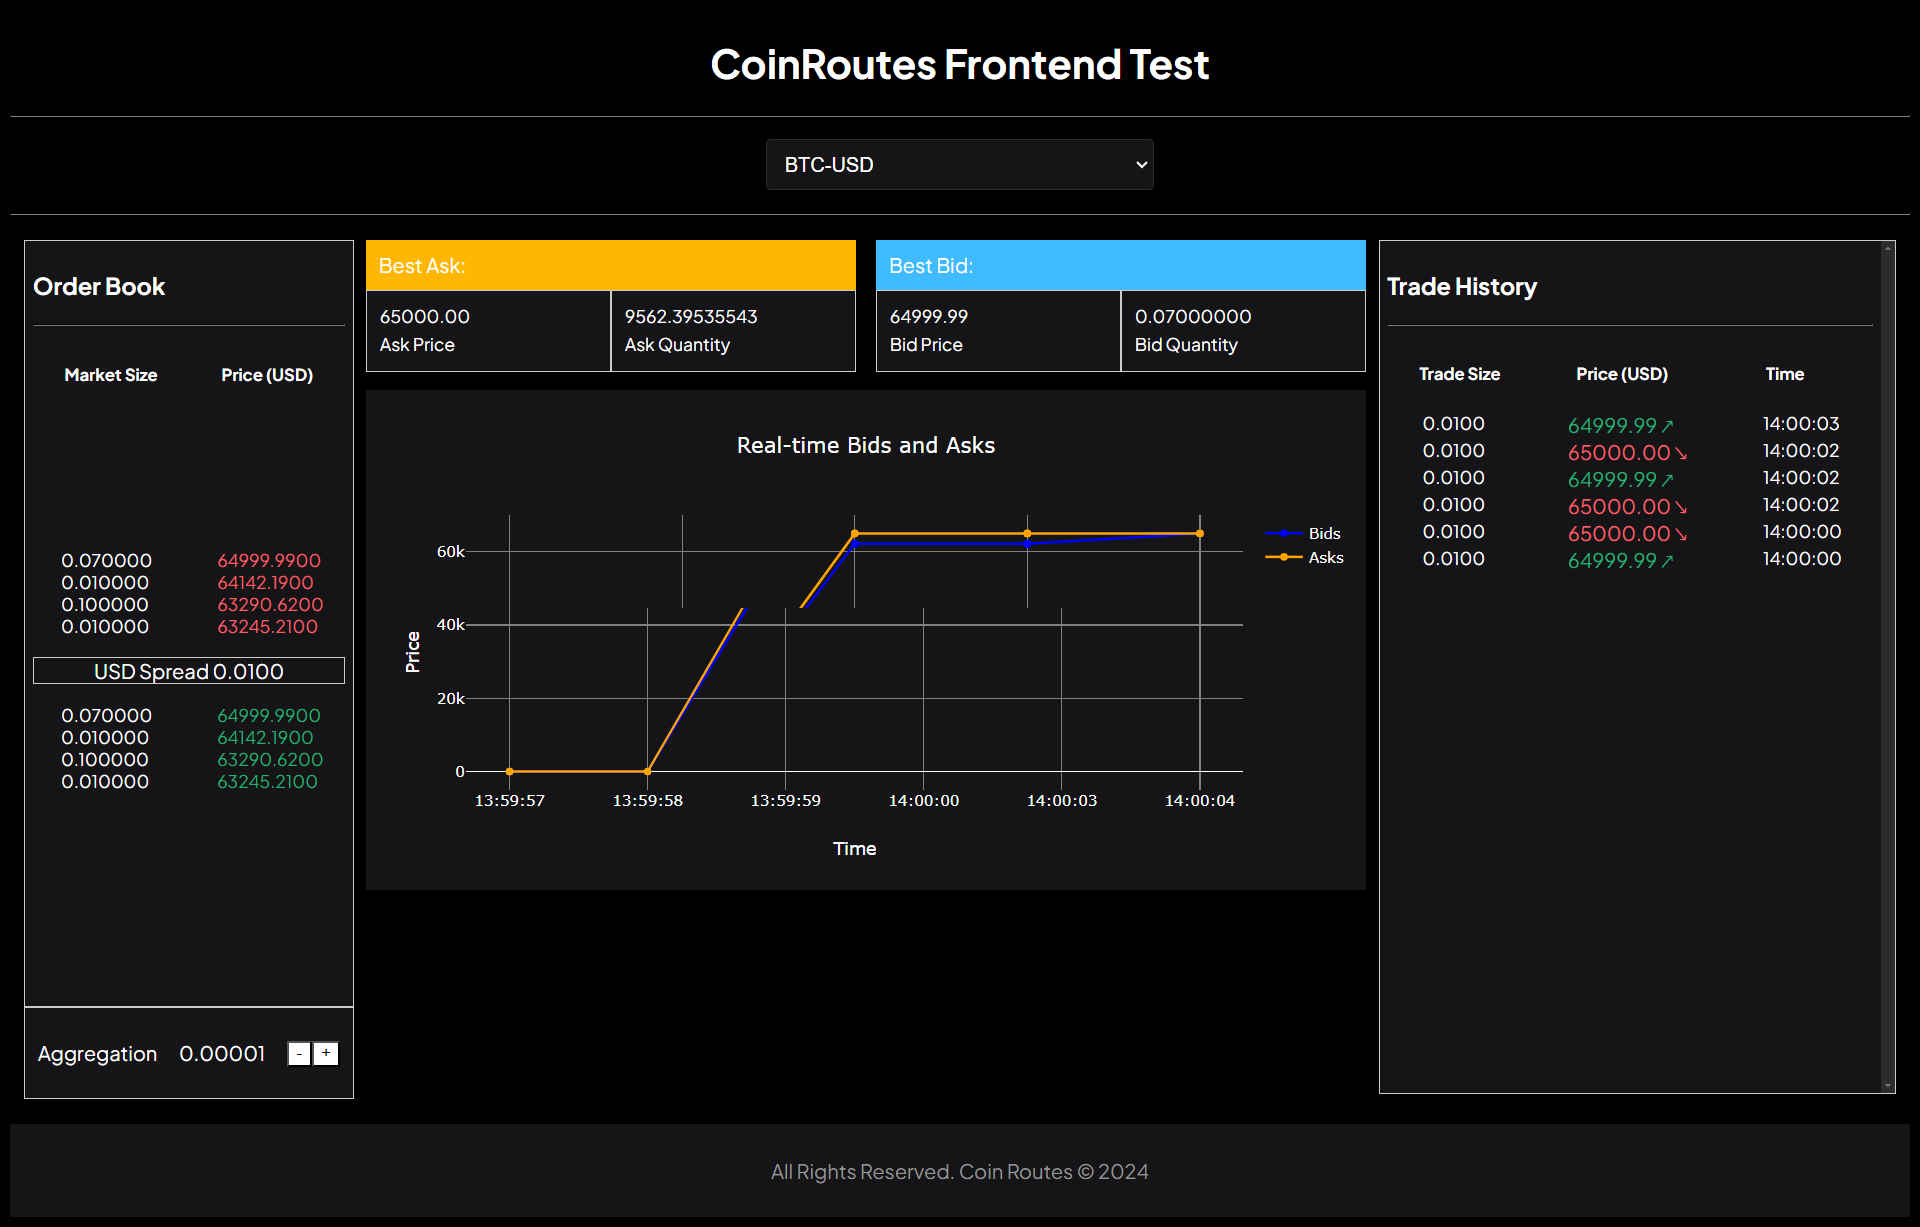 CoinRoutes Frontend Test
BTC-USD
Order Book
Market Size Price (USD)
0.070000 64999.9900
0.010000 64142.1900
0.100000 63290.6200
0.010000 63245.2100
USD Spread 0.0100
0.070000 64999.9900
0.010000 64142.1900
0.100000 63290.6200
0.010000 63245.2100
Aggregation 0.00001 - +
Best Ask:
65000.00 9562.39535543
Ask Price Ask Quantity
Best Bid:
64999.99 0.07000000
Bid Price Bid Quantity
Real-time Bids and Asks
Bids
Asks
60k
40k
20k
0
Price
13:59:57 13:59:58 13:59:59 14:00:00 14:00:03 14:00:04
Time
Trade History
Trade Size Price (USD) Time
0.0100 64999.99↗ 14:00:03
0.0100 65000.00↘ 14:00:02
0.0100 64999.99↗ 14:00:02
0.0100 65000.00↘ 14:00:02
0.0100 65000.00↘ 14:00:00
0.0100 64999.99↗ 14:00:00
All Rights Reserved. Coin Routes © 2024